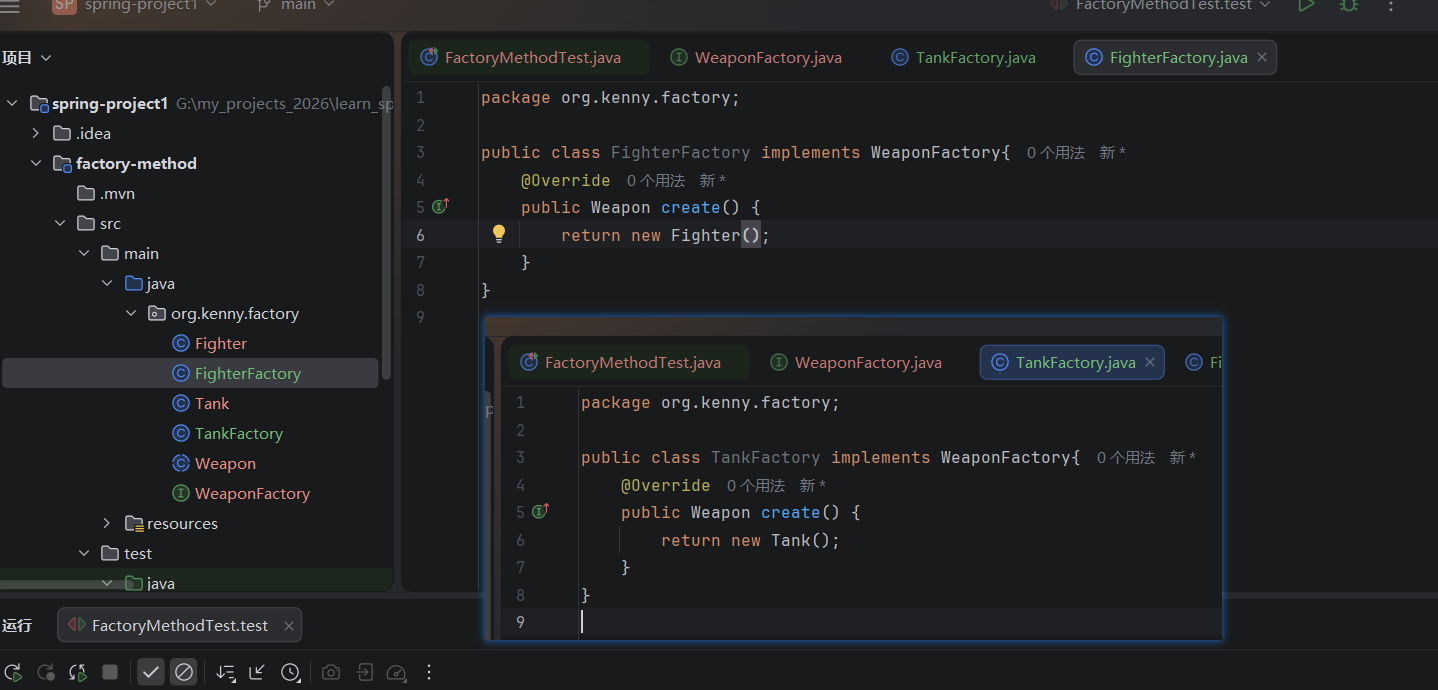 SP spring-project1 main FactoryMethodTest.test
项目
FactoryMethodTest.java WeaponFactory.java TankFactory.java FighterFactory.java
spring-project1 G:\my_projects_2026\learn_sp
.idea
factory-method
.mvn
src
main
java
org.kenny.factory
Fighter
FighterFactory
Tank
TankFactory
Weapon
WeaponFactory
resources
test
java
1 package org.kenny.factory;
2
3 public class FighterFactory implements WeaponFactory{ 0 个用法 新 *
4 @Override 0 个用法 新 *
5 public Weapon create() {
6 return new Fighter();
7 }
8 }
9
FactoryMethodTest.java WeaponFactory.java TankFactory.java Fi
p
1 package org.kenny.factory;
2
3 public class TankFactory implements WeaponFactory{ 0 个用法 新 *
4 @Override 0 个用法 新 *
5 public Weapon create() {
6 return new Tank();
7 }
8 }
9
运行 FactoryMethodTest.test